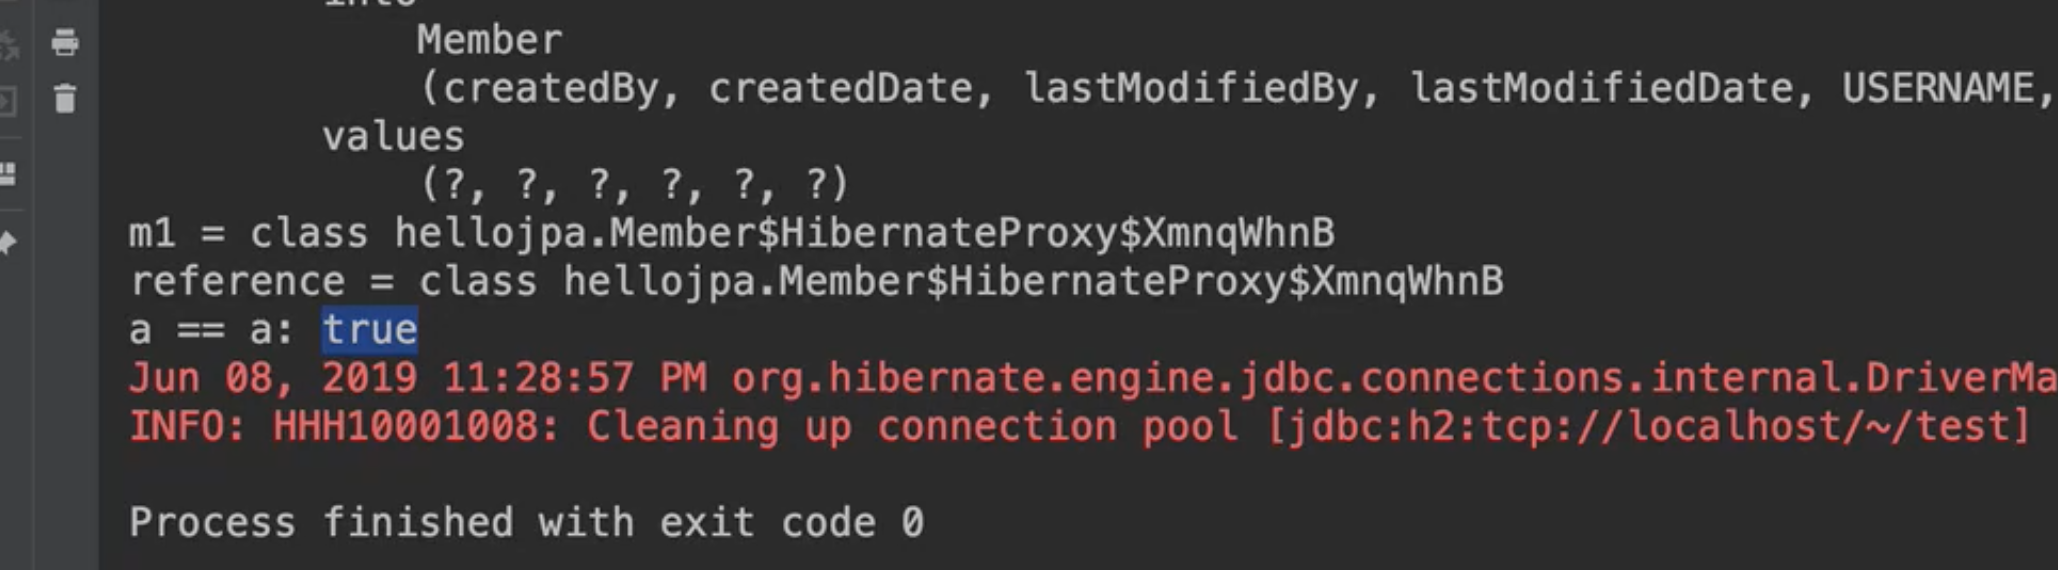 into
Member
(createdBy, createdDate, lastModifiedBy, lastModifiedDate, USERNAME,
values
(?, ?, ?, ?, ?, ?)
m1 = class hellojpa.Member$HibernateProxy$XmnqWhnB
reference = class hellojpa.Member$HibernateProxy$XmnqWhnB
a == a: true
Jun 08, 2019 11:28:57 PM org.hibernate.engine.jdbc.connections.internal.DriverMa
INFO: HHH10001008: Cleaning up connection pool [jdbc:h2:tcp://localhost/~/test]
Process finished with exit code 0